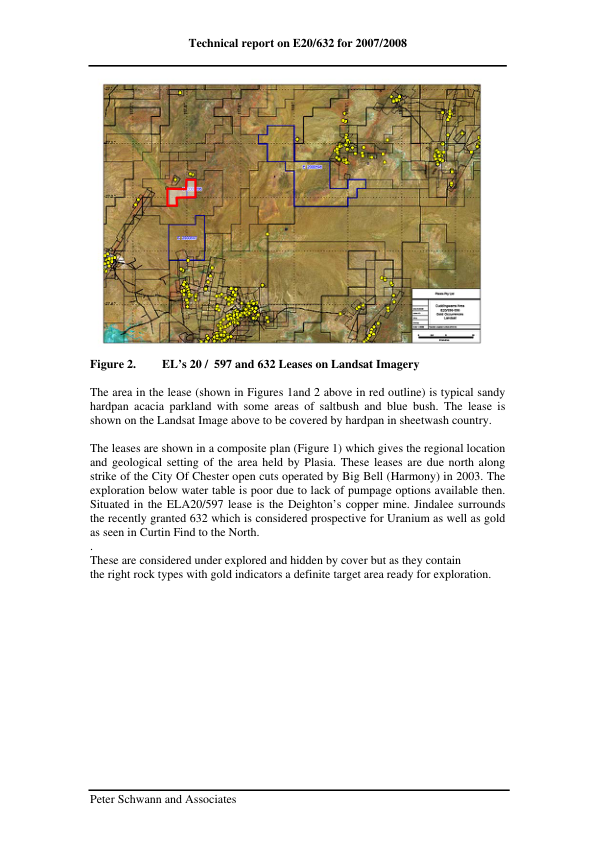 Technical report on E20/632 for 2007/2008
Figure 2. EL's 20 / 597 and 632 Leases on Landsat Imagery
The area in the lease (shown in Figures 1and 2 above in red outline) is typical sandy
hardpan acacia parkland with some areas of saltbush and blue bush. The lease is
shown on the Landsat Image above to be covered by hardpan in sheetwash country.
The leases are shown in a composite plan (Figure 1) which gives the regional location
and geological setting of the area held by Plasia. These leases are due north along
strike of the City Of Chester open cuts operated by Big Bell (Harmony) in 2003. The
exploration below water table is poor due to lack of pumpage options available then.
Situated in the ELA20/597 lease is the Deighton's copper mine. Jindalee surrounds
the recently granted 632 which is considered prospective for Uranium as well as gold
as seen in Curtin Find to the North.
.
These are considered under explored and hidden by cover but as they contain
the right rock types with gold indicators a definite target area ready for exploration.
Peter Schwann and Associates